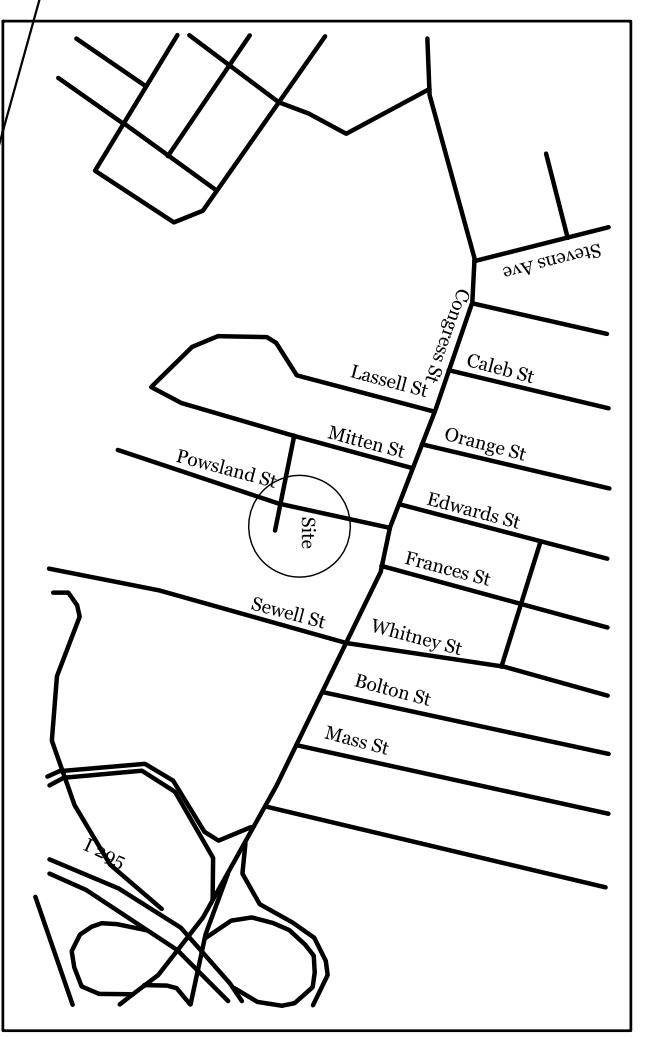 Stevens Ave
Congress St
Caleb St
Lassell St
Orange St
Mitten St
Powsland St
Edwards St
Site
Frances St
Sewell St
Whitney St
Bolton St
Mass St
I 295